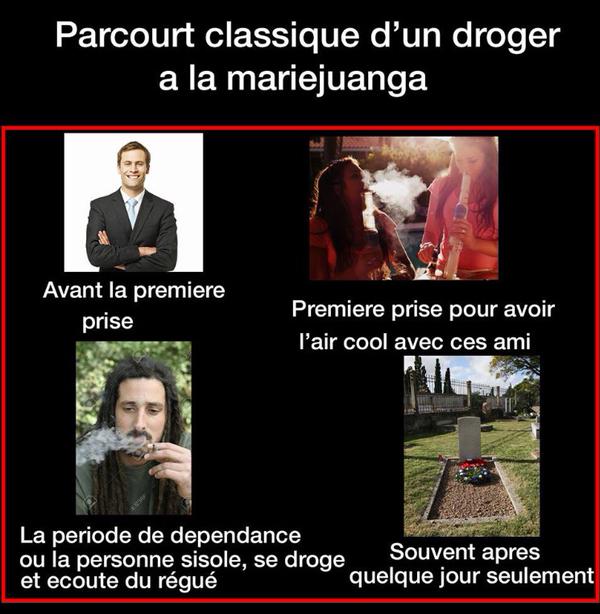 Parcourt classique d'un droger
a la mariejuanga
Avant la premiere
prise
Premiere prise pour avoir
l'air cool avec ces ami
La periode de dependance
ou la personne sisole, se droge
et ecoute du régué
Souvent apres
quelque jour seulement